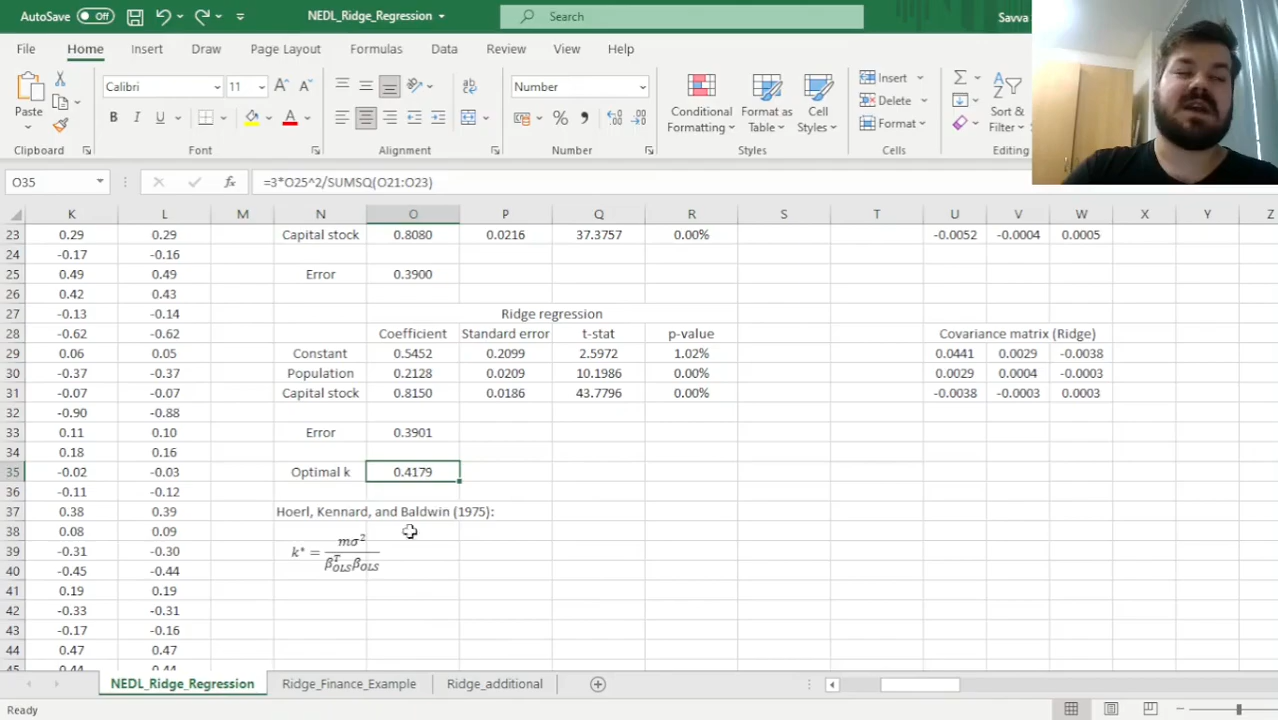 AutoSave Off NEDL_Ridge_Regression Search Savva
File Home Insert Draw Page Layout Formulas Data Review View Help
Calibri 11 Number Insert
Paste Conditional Formatting Format as Table Cell Styles Delete Sort & Filter
Format
Clipboard Font Alignment Number Styles Cells Editing
O35 =3*O25^2/SUMSQ(O21:O23)
K L M N O P Q R S T U V W X Y Z
23 0.29 0.29 Capital stock 0.8080 0.0216 37.3757 0.00% -0.0052 -0.0004 0.0005
24 -0.17 -0.16
25 0.49 0.49 Error 0.3900
26 0.42 0.43
27 -0.13 -0.14 Ridge regression
28 -0.62 -0.62 Coefficient Standard error t-stat p-value Covariance matrix (Ridge)
29 0.06 0.05 Constant 0.5452 0.2099 2.5972 1.02% 0.0441 0.0029 -0.0038
30 -0.37 -0.37 Population 0.2128 0.0209 10.1986 0.00% 0.0029 0.0004 -0.0003
31 -0.07 -0.07 Capital stock 0.8150 0.0186 43.7796 0.00% -0.0038 -0.0003 0.0003
32 -0.90 -0.88
33 0.11 0.10 Error 0.3901
34 0.18 0.16
35 -0.02 -0.03 Optimal k 0.4179
36 -0.11 -0.12
37 0.38 0.39 Hoerl, Kennard, and Baldwin (1975):
38 0.08 0.09
39 -0.31 -0.30 k* = mσ² / β^T_OLS β_OLS
40 -0.45 -0.44
41 0.19 0.19
42 -0.33 -0.31
43 -0.17 -0.16
44 0.47 0.47
45 0.44 0.44
NEDL_Ridge_Regression Ridge_Finance_Example Ridge_additional
Ready